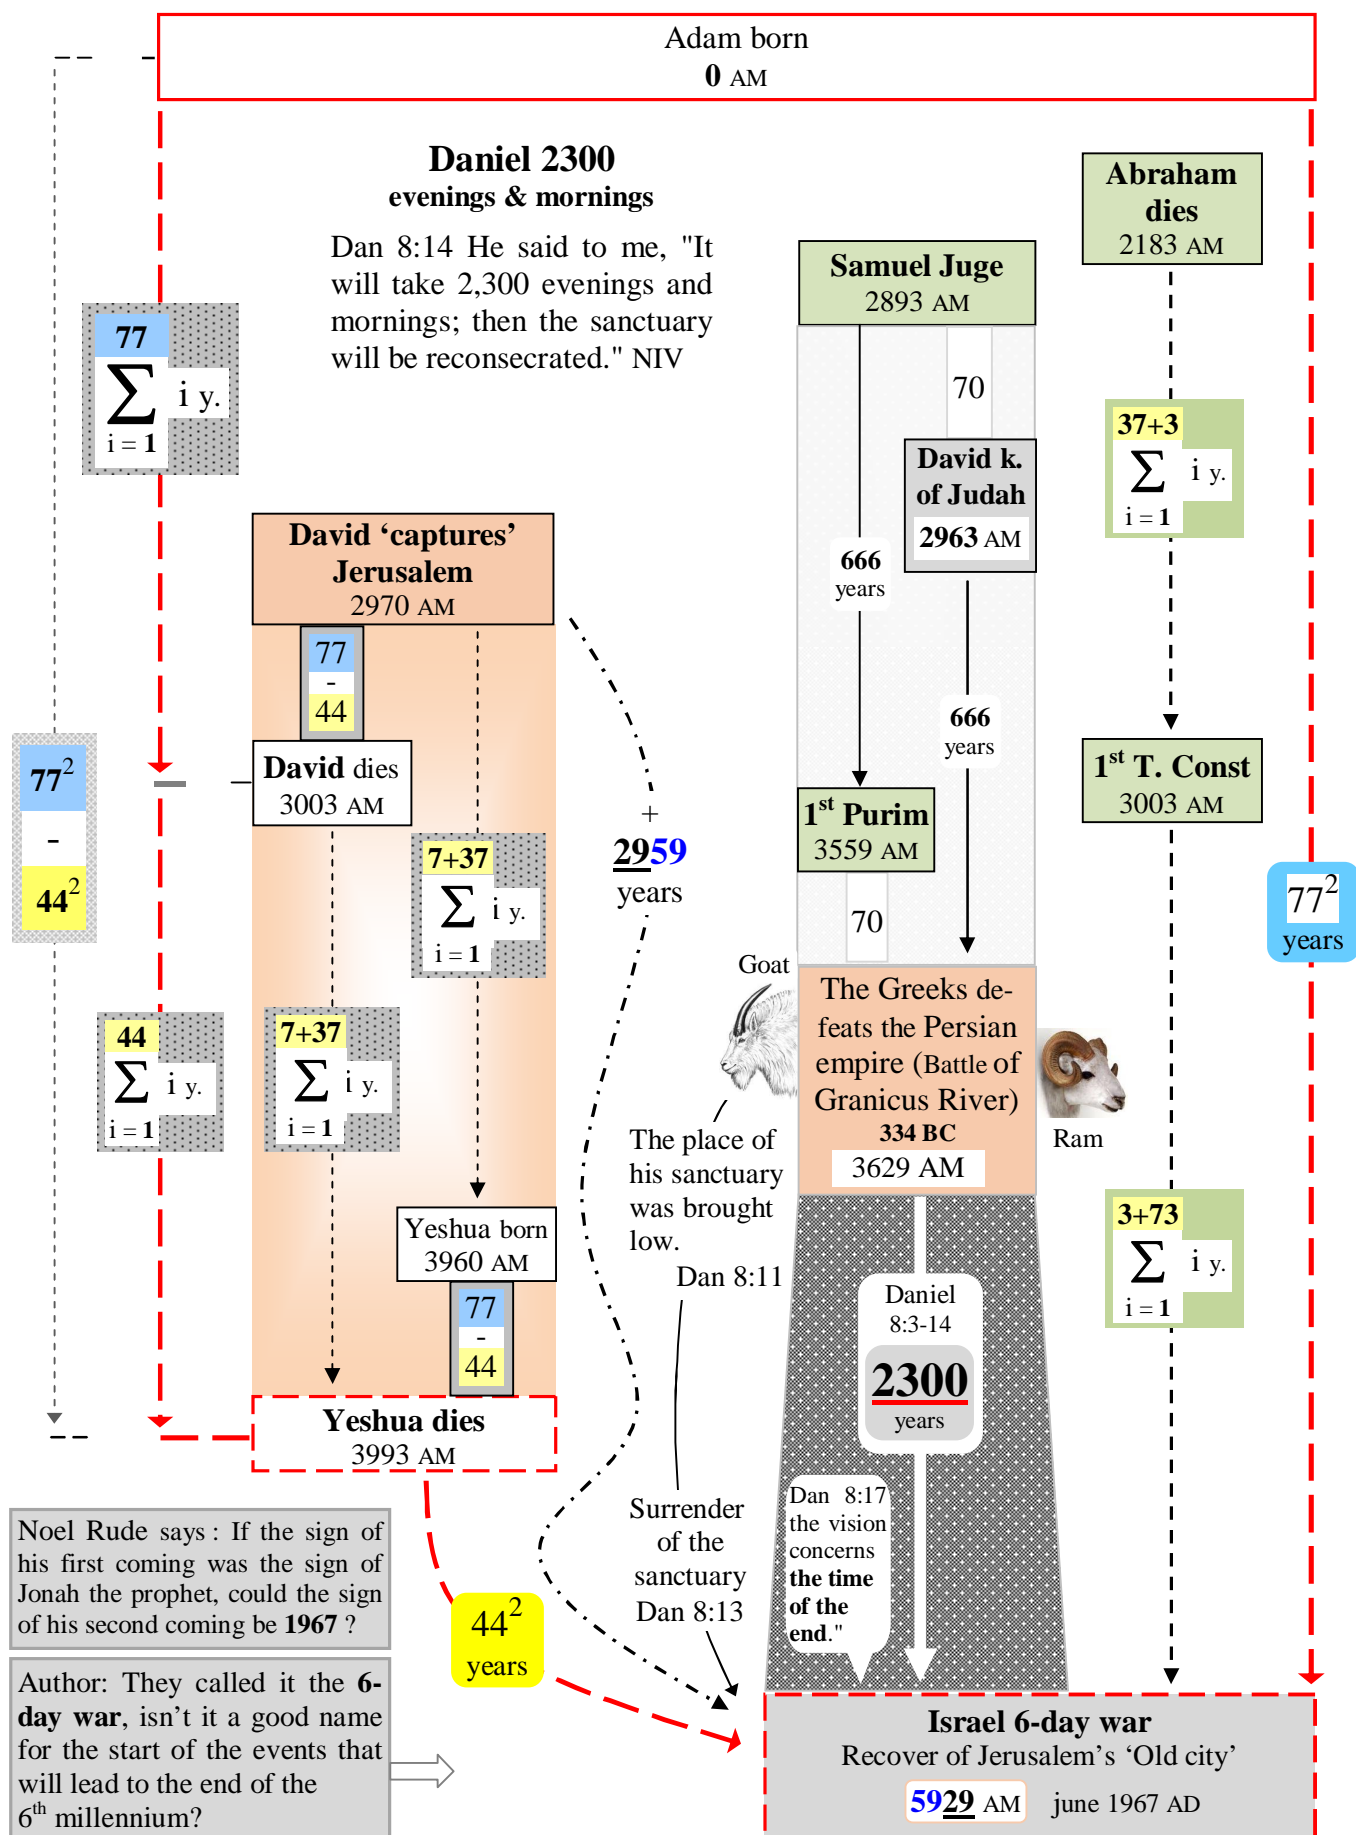 Adam born
0 AM
Daniel 2300
evenings & mornings
Dan 8:14 He said to me, "It
will take 2,300 evenings and
mornings; then the sanctuary
will be reconsecrated." NIV
Abraham
dies
2183 AM
Samuel Juge
2893 AM
77
∑ i y.
i = 1
70
37+3
∑ i y.
i = 1
David k.
of Judah
2963 AM
David ‘captures’
Jerusalem
2970 AM
666
years
77
-
44
666
years
77²
-
44²
David dies
3003 AM
1st T. Const
3003 AM
1st Purim
3559 AM
+
2959
years
7+37
∑ i y.
i = 1
77²
years
70
Goat
The Greeks de-
feats the Persian
empire (Battle of
Granicus River)
334 BC
3629 AM
Ram
44
∑ i y.
i = 1
7+37
∑ i y.
i = 1
The place of
his sanctuary
was brought
low.
Dan 8:11
Yeshua born
3960 AM
3+73
∑ i y.
i = 1
77
-
44
Daniel
8:3-14
2300
years
Yeshua dies
3993 AM
Dan 8:17
the vision
concerns
the time
of the
end."
Surrender
of the
sanctuary
Dan 8:13
Noel Rude says : If the sign of
his first coming was the sign of
Jonah the prophet, could the sign
of his second coming be 1967 ?
44²
years
Author: They called it the 6-
day war, isn’t it a good name
for the start of the events that
will lead to the end of the
6th millennium?
Israel 6-day war
Recover of Jerusalem’s ‘Old city’
5929 AM june 1967 AD